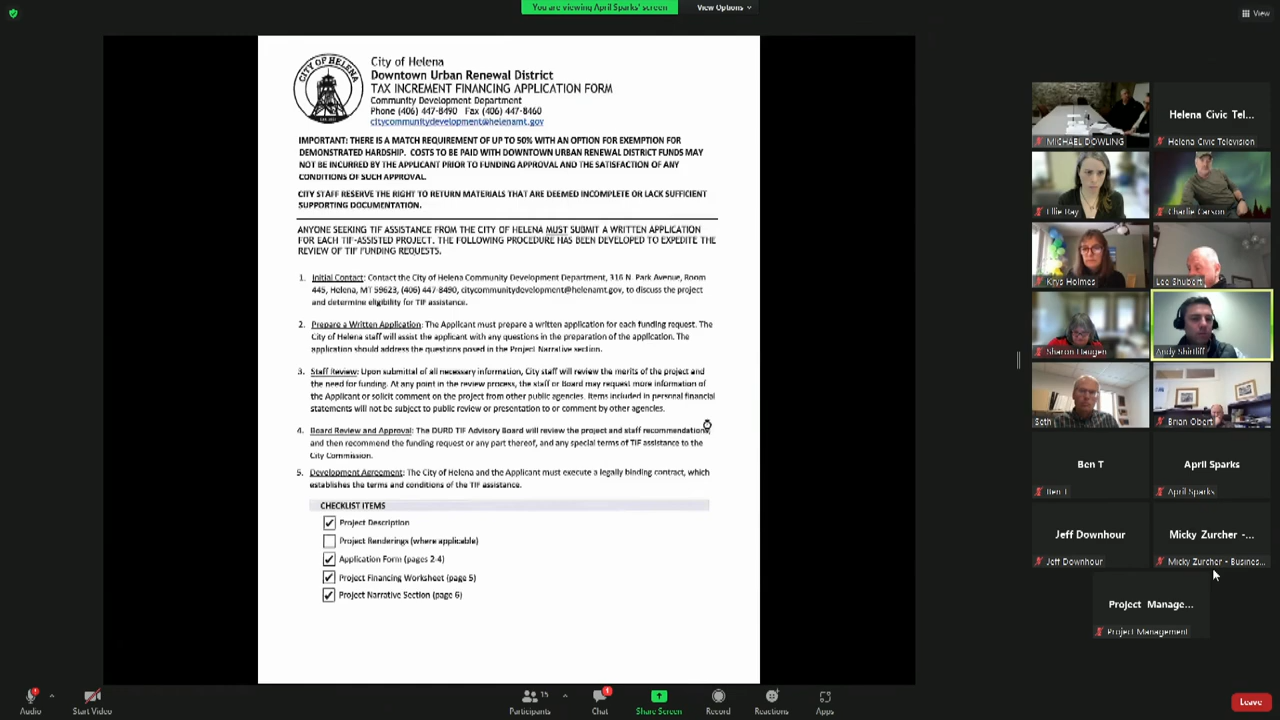 You are viewing April Sparks' screen
View Options
View
CITY OF HELENA
City of Helena
Downtown Urban Renewal District
TAX INCREMENT FINANCING APPLICATION FORM
Community Development Department
Phone (406) 447-8490 Fax (406) 447-8460
citycommunitydevelopment@helenamt.gov
IMPORTANT: THERE IS A MATCH REQUIREMENT OF UP TO 50% WITH AN OPTION FOR EXEMPTION FOR
DEMONSTRATED HARDSHIP. COSTS TO BE PAID WITH DOWNTOWN URBAN RENEWAL DISTRICT FUNDS MAY
NOT BE INCURRED BY THE APPLICANT PRIOR TO FUNDING APPROVAL AND THE SATISFACTION OF ANY
CONDITIONS OF SUCH APPROVAL.
CITY STAFF RESERVE THE RIGHT TO RETURN MATERIALS THAT ARE DEEMED INCOMPLETE OR LACK SUFFICIENT
SUPPORTING DOCUMENTATION.
ANYONE SEEKING TIF ASSISTANCE FROM THE CITY OF HELENA MUST SUBMIT A WRITTEN APPLICATION
FOR EACH TIF-ASSISTED PROJECT. THE FOLLOWING PROCEDURE HAS BEEN DEVELOPED TO EXPEDITE THE
REVIEW OF TIF FUNDING REQUESTS.
1. Initial Contact: Contact the City of Helena Community Development Department, 316 N. Park Avenue, Room
445, Helena, MT 59623, (406) 447-8490, citycommunitydevelopment@helenamt.gov, to discuss the project
and determine eligibility for TIF assistance.
2. Prepare a Written Application: The Applicant must prepare a written application for each funding request. The
City of Helena staff will assist the applicant with any questions in the preparation of the application. The
application should address the questions posed in the Project Narrative section.
3. Staff Review: Upon submittal of all necessary information, City staff will review the merits of the project and
the need for funding. At any point in the review process, the staff or Board may request more information of
the Applicant or solicit comment on the project from other public agencies. Items included in personal financial
statements will not be subject to public review or presentation to or comment by other agencies.
4. Board Review and Approval: The DURD TIF Advisory Board will review the project and staff recommendations,
and then recommend the funding request or any part thereof, and any special terms of TIF assistance to the
City Commission.
5. Development Agreement: The City of Helena and the Applicant must execute a legally binding contract, which
establishes the terms and conditions of the TIF assistance.
CHECKLIST ITEMS
Project Description
Project Renderings (where applicable)
Application Form (pages 2-4)
Project Financing Worksheet (page 5)
Project Narrative Section (page 6)
MICHAEL DOWLING
Helena Civic Tel...
Helena Civic Television
Ellie Ray
Charlie Carson
Krys Holmes
Lee Shubert
Sharon Haugen
Andy Shirtliff
Seth
Brian Obert
Ben T
Ben T
April Sparks
April Sparks
Jeff Downhour
Jeff Downhour
Micky Zurcher -...
Micky Zurcher - Busines...
Project Manage...
Project Management
Audio
Start Video
Participants
15
Chat
1
Share Screen
Record
Reactions
Apps
Leave